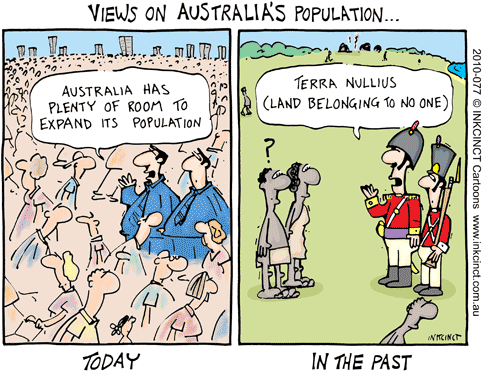 VIEWS ON AUSTRALIA'S POPULATION...
AUSTRALIA HAS
PLENTY OF ROOM TO
EXPAND ITS POPULATION
TERRA NULLIUS
(LAND BELONGING TO NO ONE)
?
INKCINCT
TODAY
IN THE PAST
2010-077 © INKCINCT Cartoons www.inkcinct.com.au